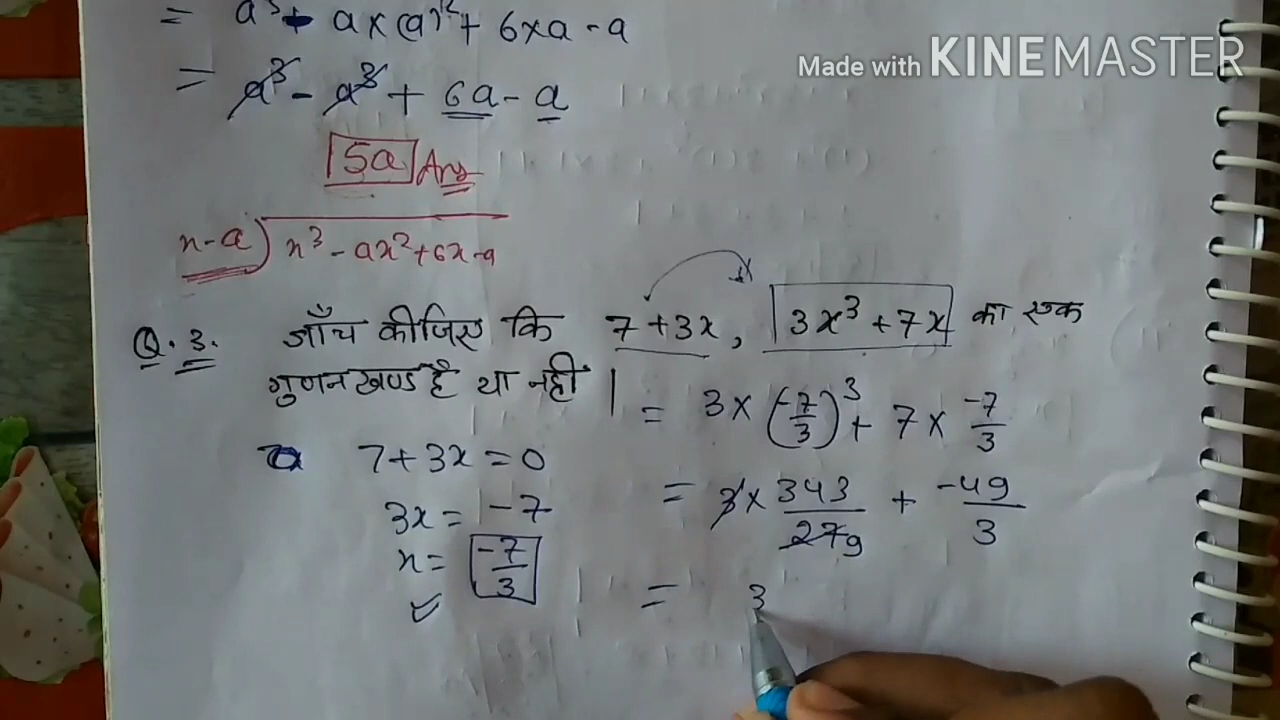 = a³ - a×(a)² + 6×a - a
Made with KINEMASTER
= a³ - a³ + 6a - a
5a Ans
x-a) x³ - ax² + 6x - a
Q.3. जाँच कीजिए कि 7+3x, 3x³+7x का एक
गुणनखण्ड है या नहीं |
= 3×(-7/3)³ + 7×-7/3
7+3x=0
= 3×343/27 9 + -49/3
3x = -7
x = -7/3
= 3